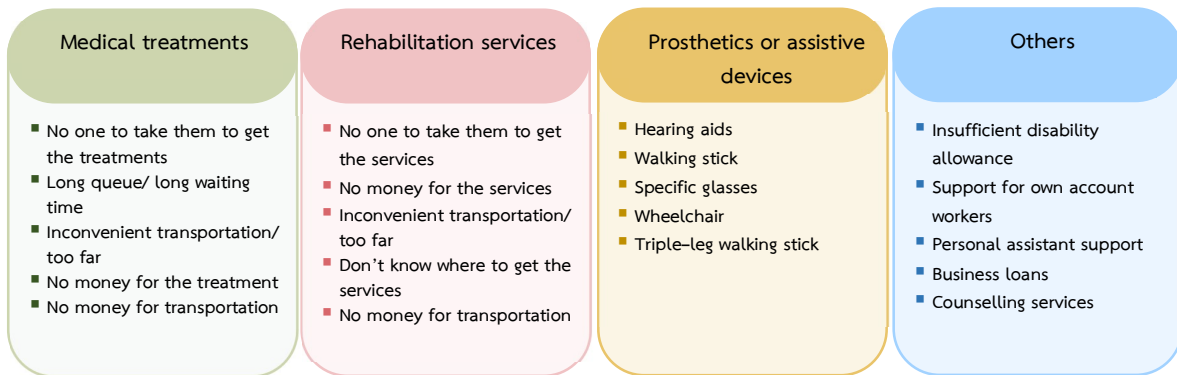 Medical treatments
■ No one to take them to get
the treatments
■ Long queue/ long waiting
time
■ Inconvenient transportation/
too far
■ No money for the treatment
■ No money for transportation
Rehabilitation services
■ No one to take them to get
the services
■ No money for the services
■ Inconvenient transportation/
too far
■ Don't know where to get the
services
■ No money for transportation
Prosthetics or assistive
devices
■ Hearing aids
■ Walking stick
■ Specific glasses
■ Wheelchair
■ Triple–leg walking stick
Others
■ Insufficient disability
allowance
■ Support for own account
workers
■ Personal assistant support
■ Business loans
■ Counselling services